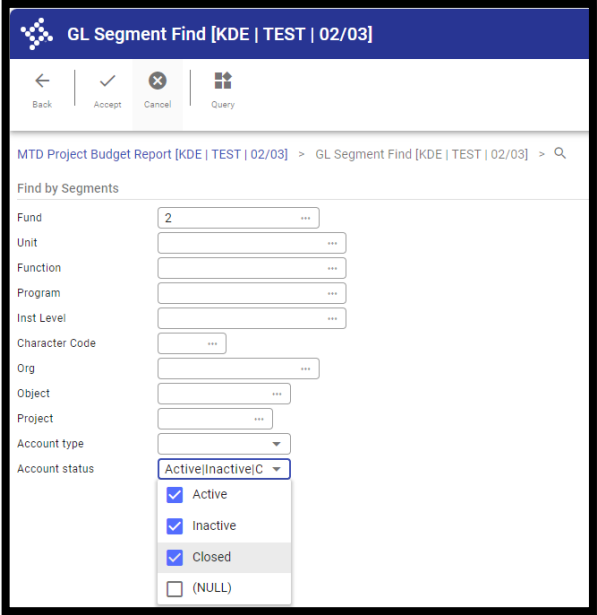 GL Segment Find [KDE | TEST | 02/03]
Back Accept Cancel Query
MTD Project Budget Report [KDE | TEST | 02/03] > GL Segment Find [KDE | TEST | 02/03] >
Find by Segments
Fund 2 ...
Unit ...
Function ...
Program ...
Inst Level ...
Character Code ...
Org ...
Object ...
Project ...
Account type
Account status Active|Inactive|C
Active
Inactive
Closed
(NULL)